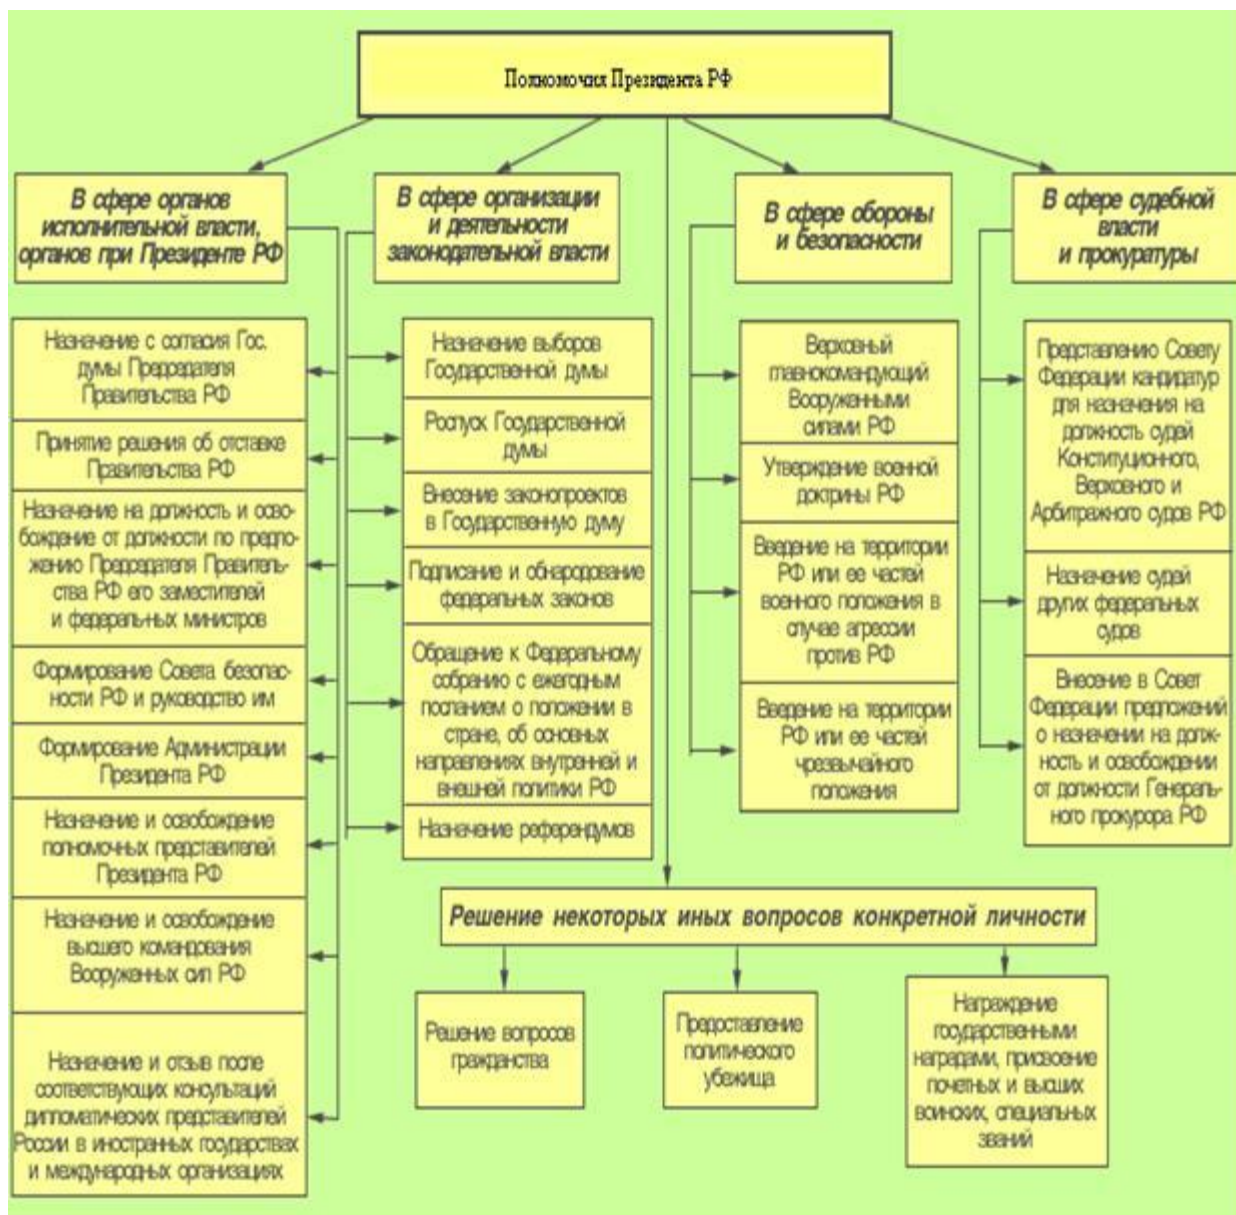 Полномочия Президента РФ
В сфере органов
исполнительной власти,
органов при Президенте РФ
В сфере организации
и деятельности
законодательной власти
В сфере обороны
и безопасности
В сфере судебной
власти
и прокуратуры
Назначение с согласия Гос.
думы Председателя
Правительства РФ
Принятие решения об отставке
Правительства РФ
Назначение на должность и осво-
бождение от должности по предло-
жению Председателя Правитель-
ства РФ его заместителей
и федераль-ных министров
Формирование Совета безопас-
ности РФ и руководство им
Формирование Администрации
Президента РФ
Назначение и освобождение
полномочных представителей
Президента РФ
Назначение и освобождение
высшего командования
Вооруженных сил РФ
Назначение и отзыв после
соответствующих консультаций
дипломатических представителей
России в иностранных государствах
и международных организациях
Назначение выборов
Государственной думы
Роспуск Государственной
думы
Внесение законопроектов
в Государственную думу
Подписание и обнародование
федеральных законов
Обращение к Федеральному
собранию с ежегодным
посланием о положении в
стране, об основных
направлениях внутренней и
внешней политики РФ
Назначение референдумов
Верховный
главнокомандующий
Вооруженными
силами РФ
Утверждение военной
доктрины РФ
Введение на территории
РФ или ее частей
военного положения в
случае агрессии
против РФ
Введение на территории
РФ или ее частей
чрезвычайного
положения
Представлению Совету
Федерации кандидатур
для назначения на
должность судей
Конституционного,
Верховного и
Арбитражного судов РФ
Назначение судей
других федеральных
судов
Внесение в Совет
Федерации предложений
о назначении на долж-
ность и освобождении
от должности Генераль-
ного прокурора РФ
Решение некоторых иных вопросов конкретной личности
Решение вопросов
гражданства
Предоставление
политического
убежища
Награждение
государственными
наградами, присвоение
почетных и высших
воинских, специальных
званий